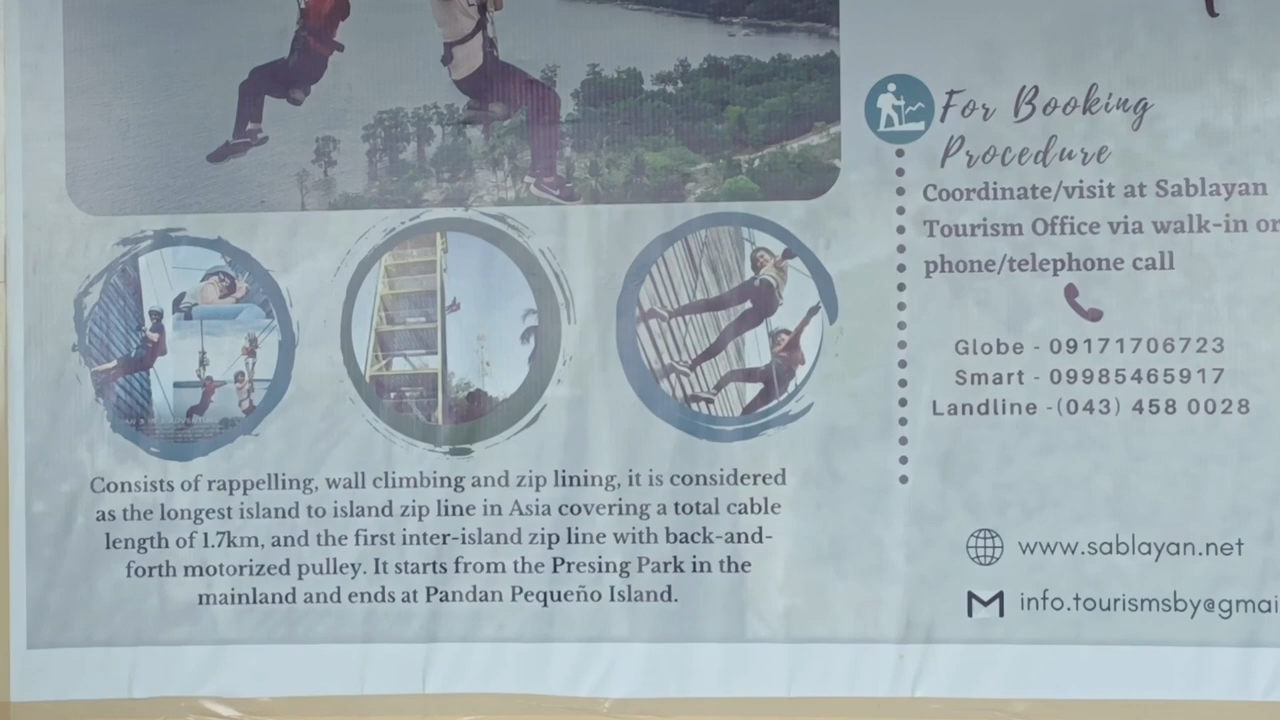 Consists of rappelling, wall climbing and zip lining, it is considered
as the longest island to island zip line in Asia covering a total cable
length of 1.7km, and the first inter-island zip line with back-and-
forth motorized pulley. It starts from the Presing Park in the
mainland and ends at Pandan Pequeño Island.
For Booking
Procedure
Coordinate/visit at Sablayan
Tourism Office via walk-in or
phone/telephone call
Globe - 09171706723
Smart - 09985465917
Landline -(043) 458 0028
www.sablayan.net
info.tourismsby@gmai